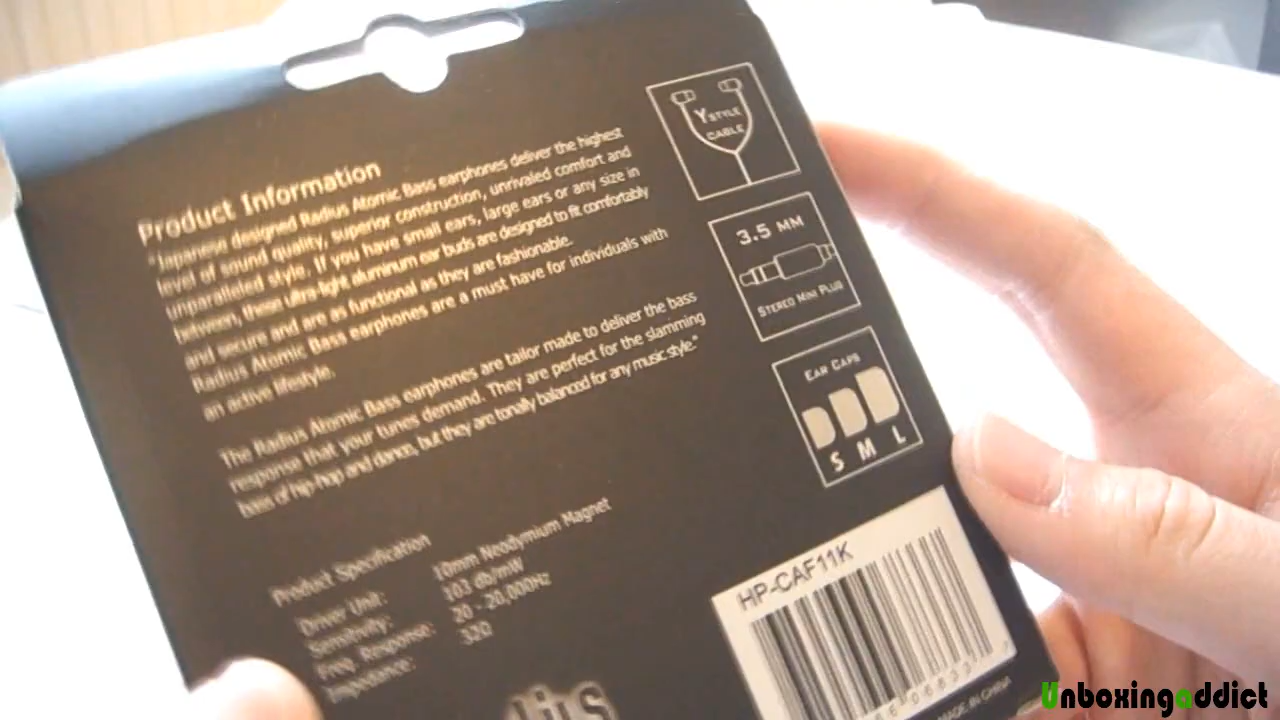 Product Information
"Japanese designed Radius Atomic Bass earphones deliver the highest
level of sound quality, superior construction, unrivaled comfort and
unparalleled style. If you have small ears, large ears or any size in
between, these ultra-light aluminum ear buds are designed to fit comfortably
and secure and are as functional as they are fashionable.
Radius Atomic Bass earphones are a must have for individuals with
an active lifestyle.
The Radius Atomic Bass earphones are tailor made to deliver the bass
response that your tunes demand. They are perfect for the slamming
bass of hip-hop and dance, but they are tonally balanced for any music style."
Product Specification
Driver Unit: 10mm Neodymium Magnet
Sensitivity: 103 db/mW
Freq. Response: 20 - 20,000Hz
Impedance: 32Ω
Y STYLE
CABLE
3.5 MM
STEREO MINI PLUG
EAR CAPS
S M L
HP-CAF11K
MADE IN CHINA
Unboxingaddict